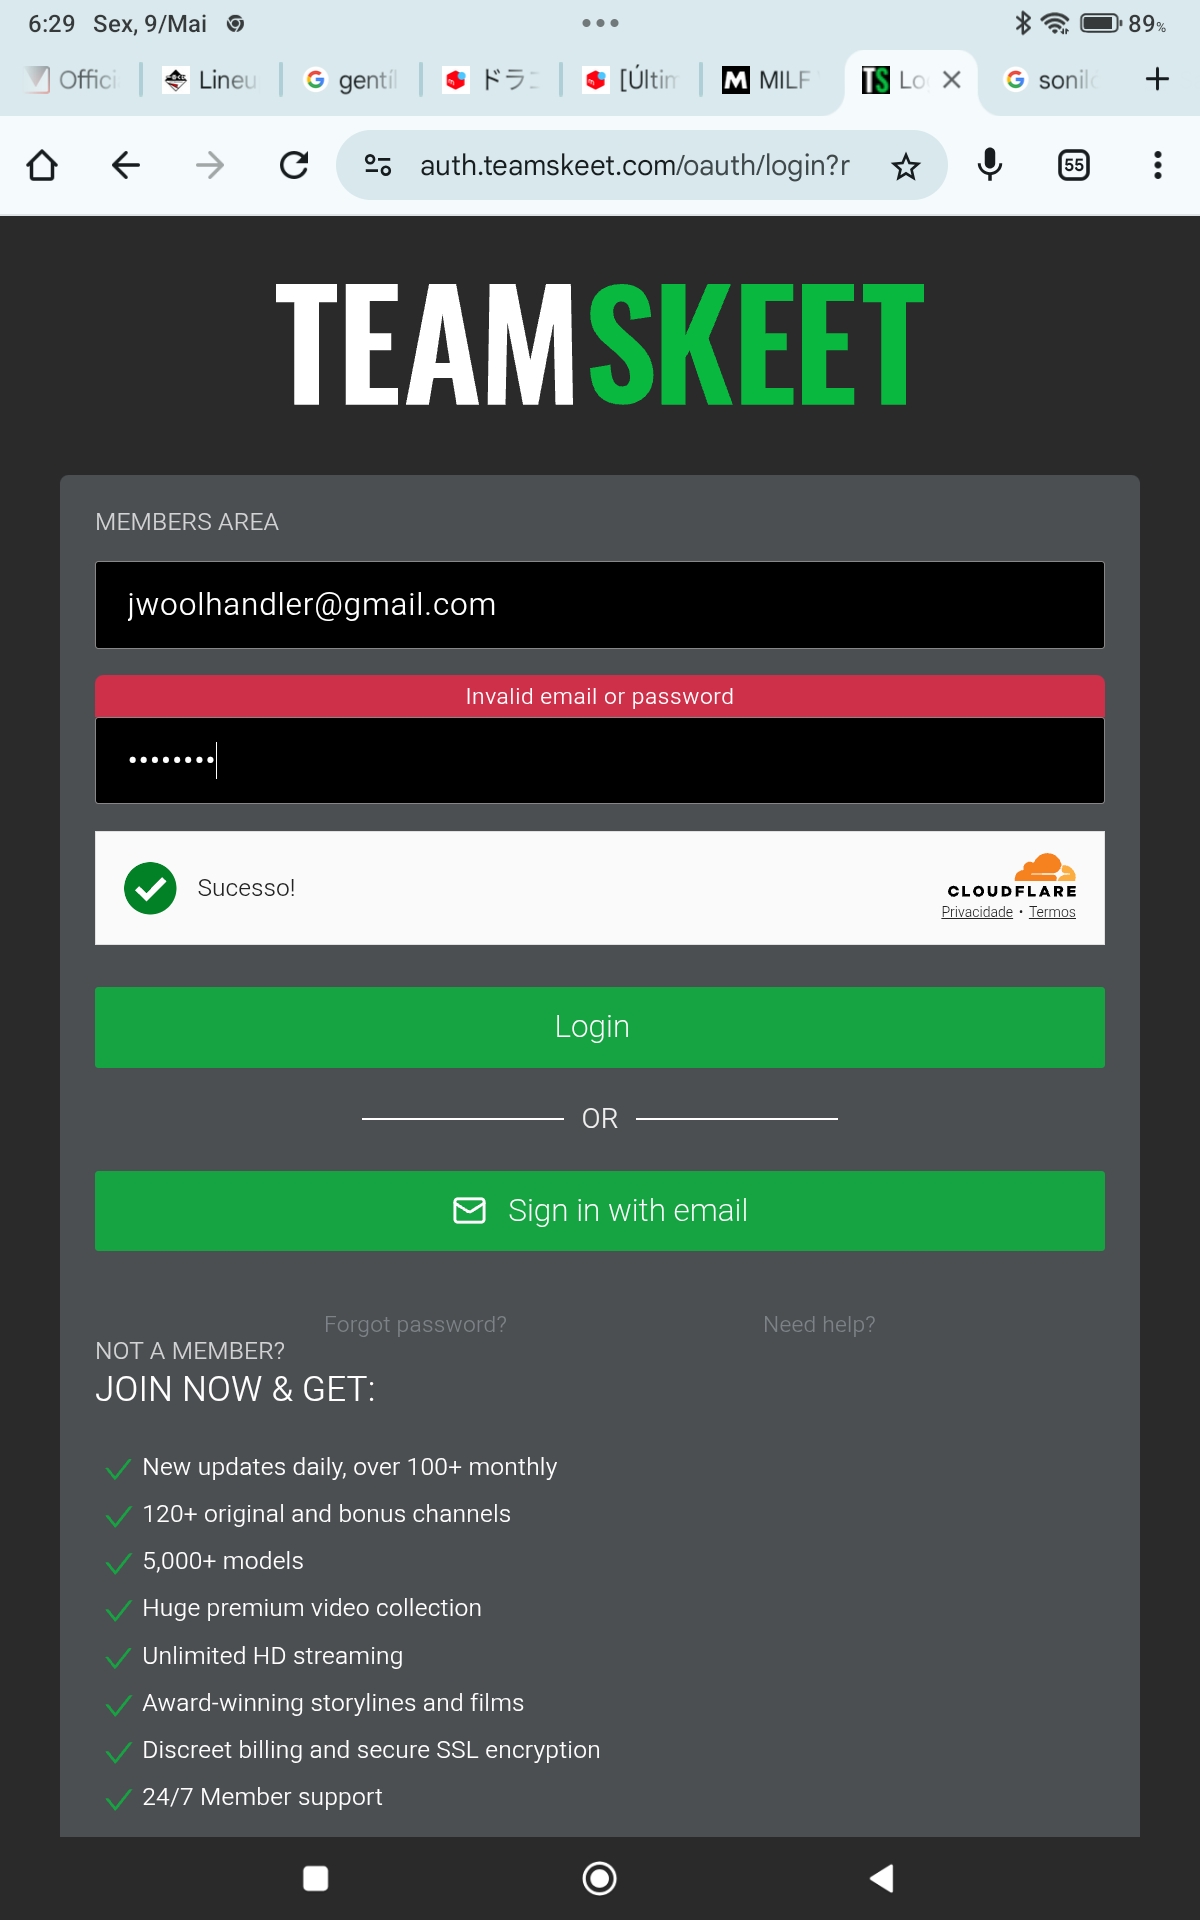 6:29 Sex, 9/Mai 89%
Offici Lineu gentíl ドラ [Últim MILF Lo sonilo
auth.teamskeet.com/oauth/login?r 55
TEAMSKEET
MEMBERS AREA
jwoolhandler@gmail.com
Invalid email or password
••••••••
Sucesso!
CLOUDFLARE
Privacidade • Termos
Login
OR
Sign in with email
Forgot password? Need help?
NOT A MEMBER?
JOIN NOW & GET:
New updates daily, over 100+ monthly
120+ original and bonus channels
5,000+ models
Huge premium video collection
Unlimited HD streaming
Award-winning storylines and films
Discreet billing and secure SSL encryption
24/7 Member support